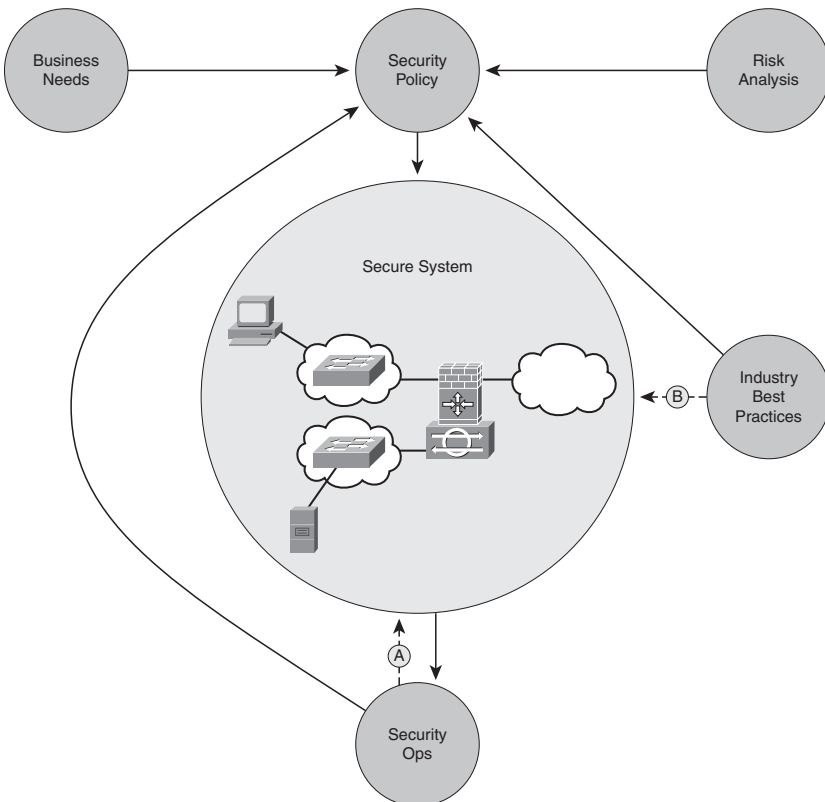 Business
Needs
Security
Policy
Risk
Analysis
Secure System
B
Industry
Best
Practices
A
Security
Ops